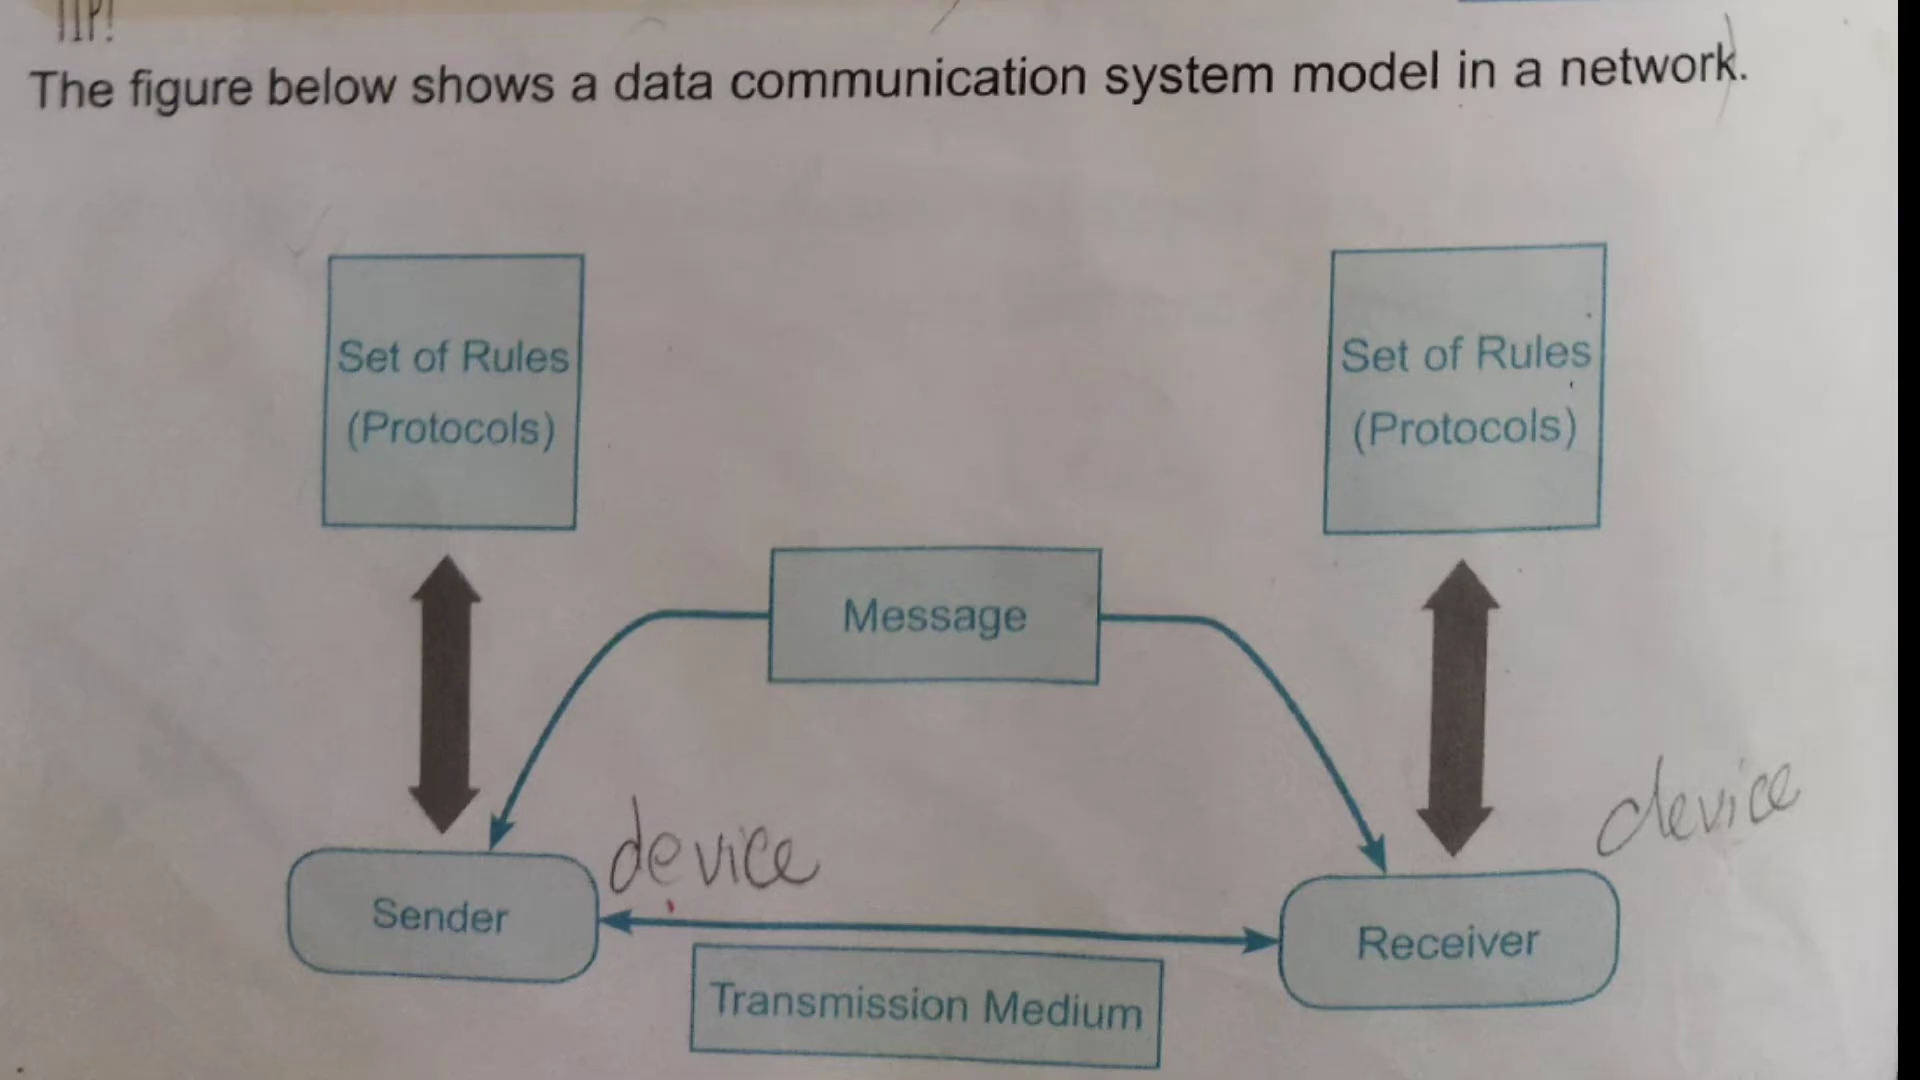 TIP!
The figure below shows a data communication system model in a network.
Set of Rules
(Protocols)
Set of Rules
(Protocols)
Message
device
device
Sender
Receiver
Transmission Medium